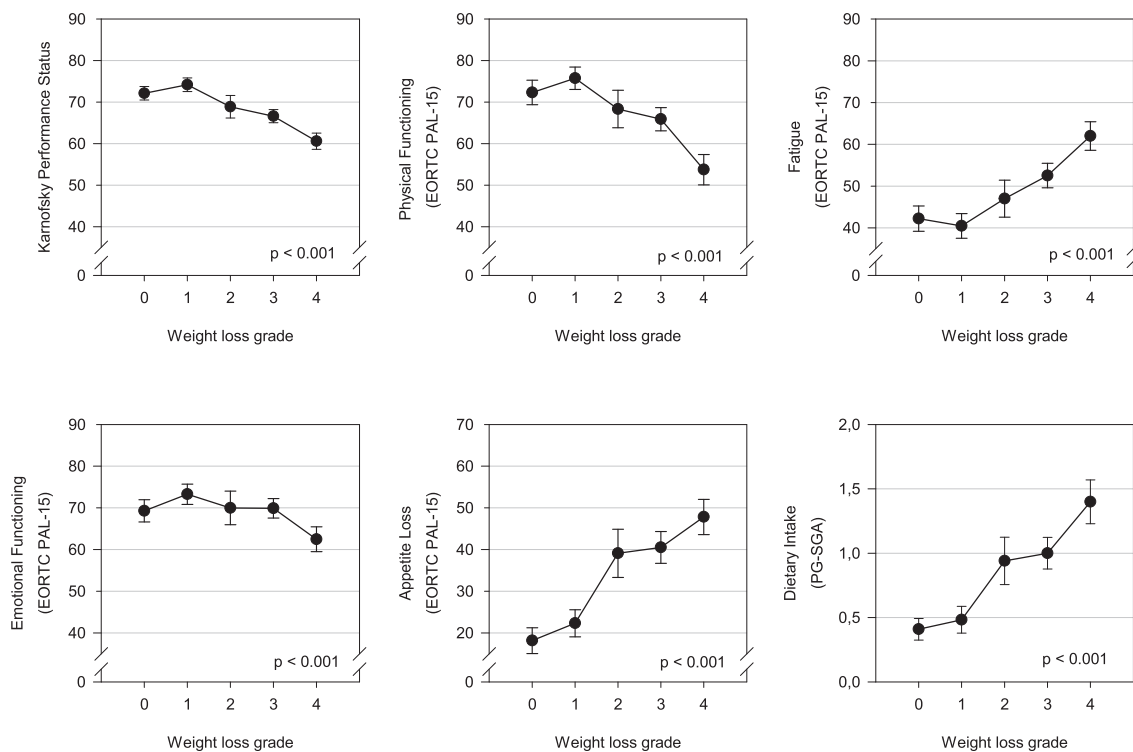 Karnofsky Performance Status
90
80
70
60
50
40
0
p < 0.001
0 1 2 3 4
Weight loss grade
Physical Functioning
(EORTC PAL-15)
90
80
70
60
50
40
0
p < 0.001
0 1 2 3 4
Weight loss grade
Fatigue
(EORTC PAL-15)
90
80
70
60
50
40
0
p < 0.001
0 1 2 3 4
Weight loss grade
Emotional Functioning
(EORTC PAL-15)
90
80
70
60
50
40
0
p < 0.001
0 1 2 3 4
Weight loss grade
Appetite Loss
(EORTC PAL-15)
70
60
50
40
30
20
0
p < 0.001
0 1 2 3 4
Weight loss grade
Dietary Intake
(PG-SGA)
2,0
1,5
1,0
0,5
0,0
p < 0.001
0 1 2 3 4
Weight loss grade